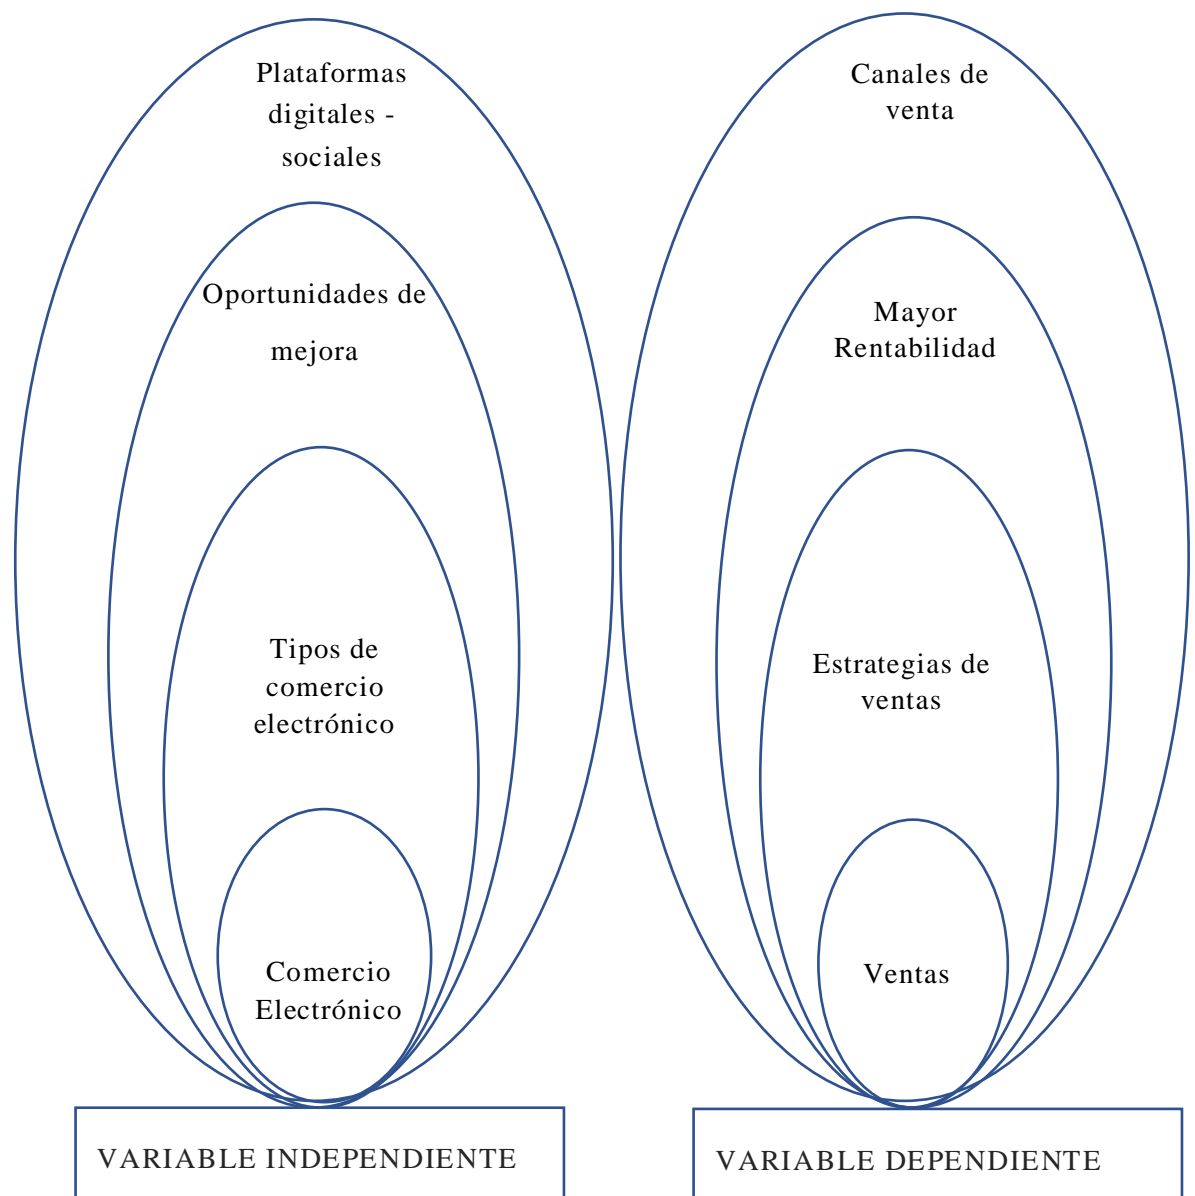 Plataformas
digitales -
sociales
Oportunidades de
mejora
Tipos de
comercio
electrónico
Comercio
Electrónico
VARIABLE INDEPENDIENTE
Canales de
venta
Mayor
Rentabilidad
Estrategias de
ventas
Ventas
VARIABLE DEPENDIENTE